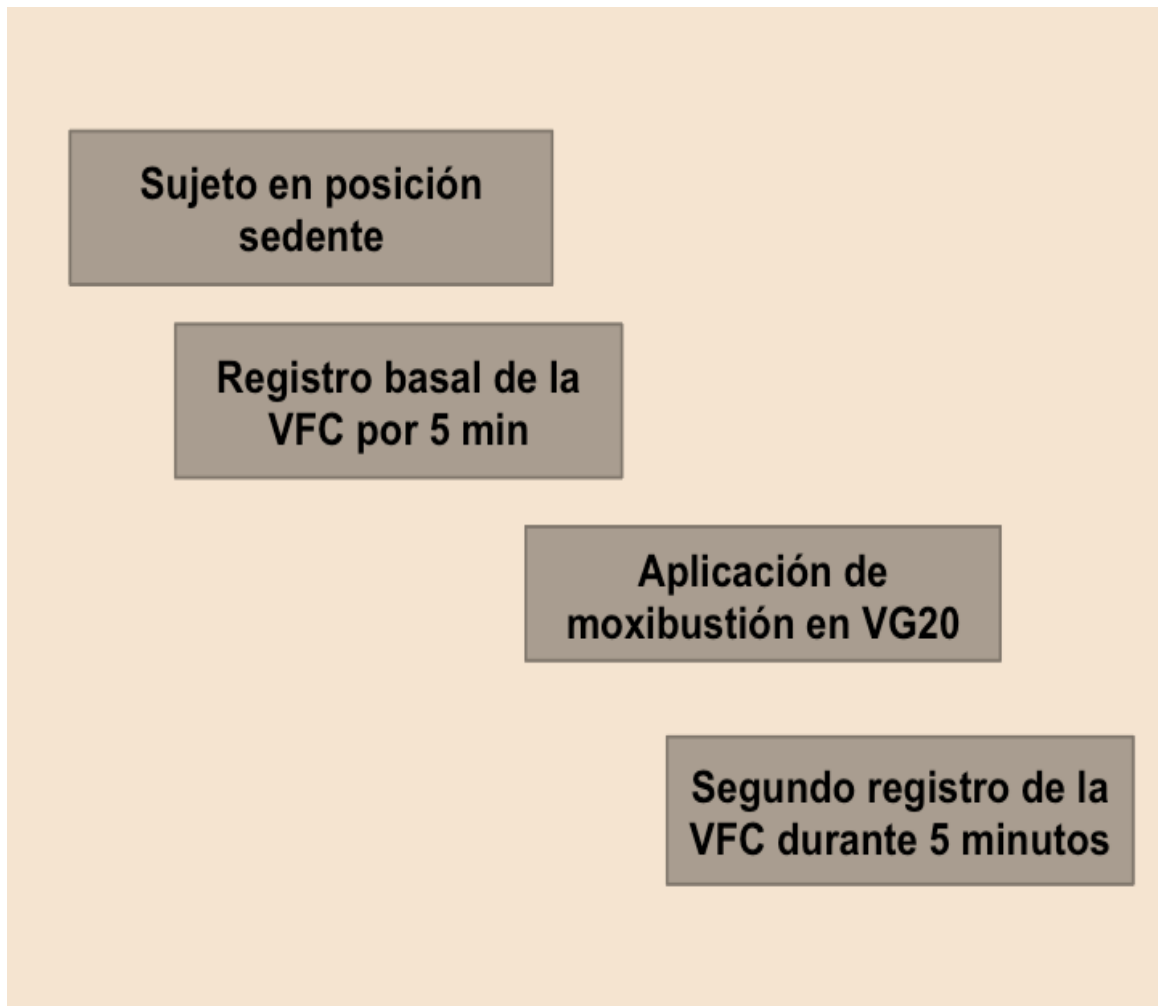 Sujeto en posición
sedente
Registro basal de la
VFC por 5 min
Aplicación de
moxibustión en VG20
Segundo registro de la
VFC durante 5 minutos